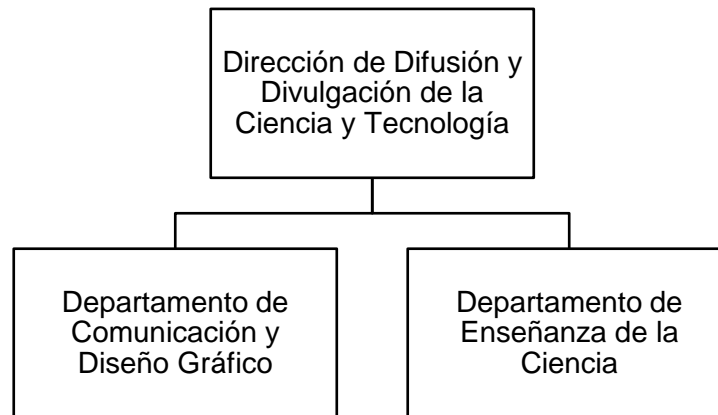 Dirección de Difusión y
Divulgación de la
Ciencia y Tecnología
Departamento de
Comunicación y
Diseño Gráfico
Departamento de
Enseñanza de la
Ciencia